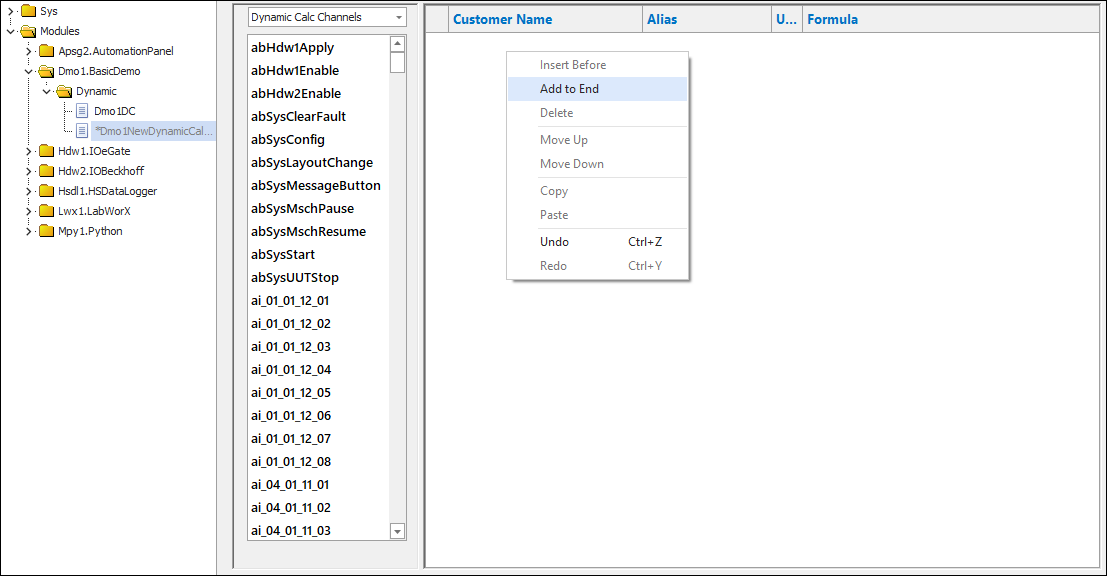 Sys
Modules
Apsg2.AutomationPanel
Dmo1.BasicDemo
Dynamic
Dmo1DC
*Dmo1NewDynamicCal...
Hdw1.IOeGate
Hdw2.IOBeckhoff
Hsdl1.HSDataLogger
Lwx1.LabWorX
Mpy1.Python
Dynamic Calc Channels
abHdw1Apply
abHdw1Enable
abHdw2Enable
abSysClearFault
abSysConfig
abSysLayoutChange
abSysMessageButton
abSysMschPause
abSysMschResume
abSysStart
abSysUUTStop
ai_01_01_12_01
ai_01_01_12_02
ai_01_01_12_03
ai_01_01_12_04
ai_01_01_12_05
ai_01_01_12_06
ai_01_01_12_07
ai_01_01_12_08
ai_04_01_11_01
ai_04_01_11_02
ai_04_01_11_03
Customer Name Alias U... Formula
Insert Before
Add to End
Delete
Move Up
Move Down
Copy
Paste
Undo Ctrl+Z
Redo Ctrl+Y